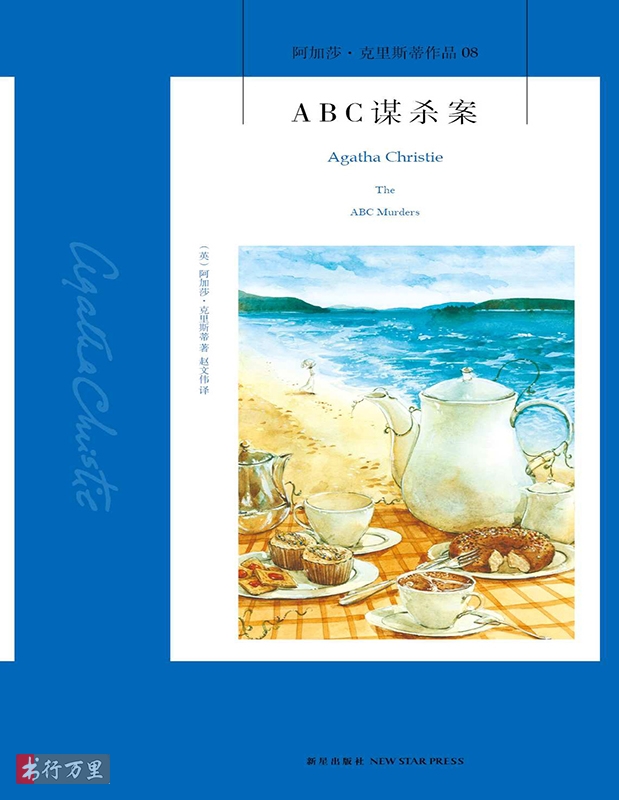 阿加莎·克里斯蒂作品 08
ABC谋杀案
Agatha Christie
The
ABC Murders
（英）阿加莎·克里斯蒂 著 赵文伟 译
Agatha Christie
新星出版社 NEW STAR PRESS
书行万里